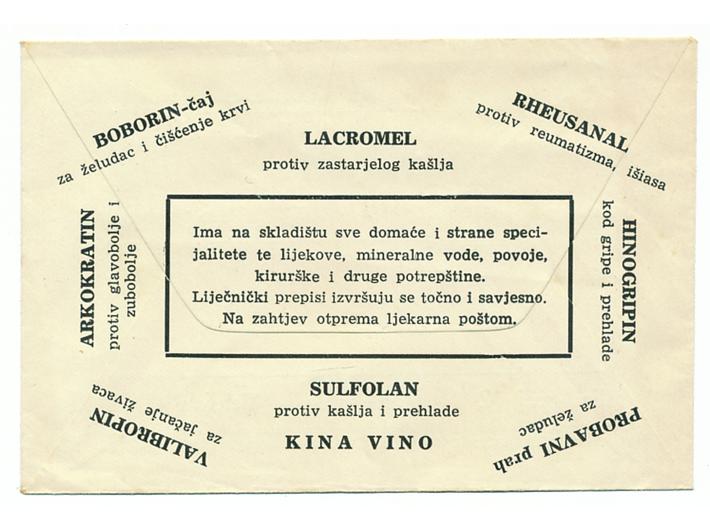 BOBORIN-čaj
za želudac i čišćenje krvi
LACROMEL
protiv zastarjelog kašlja
RHEUSANAL
protiv reumatizma, išiasa
ARKOKRATIN
protiv glavobolje i
zubobolje
Ima na skladištu sve domaće i strane speci-
jalitete te lijekove, mineralne vode, povoje,
kirurške i druge potrepštine.
Liječnički prepisi izvršuju se točno i savjesno.
Na zahtjev otprema ljekarna poštom.
HINOGRIPIN
kod gripe i prehlade
VALIBROPIN
za jačanje živaca
SULFOLAN
protiv kašlja i prehlade
KINA VINO
PROBAVNI prah
za želudac